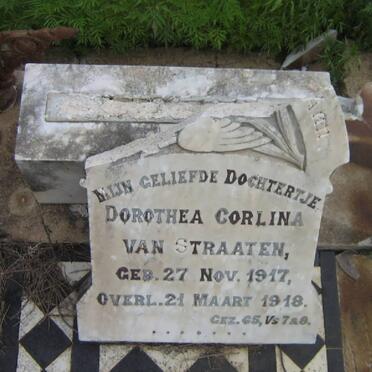 MIJN GELIEFDE DOCHTERTJE
DOROTHEA CORLINA
VAN STRAATEN,
GEB. 27 NOV. 1917,
OVERL. 21 MAART 1918.
GEZ. 65, VS 7&8.